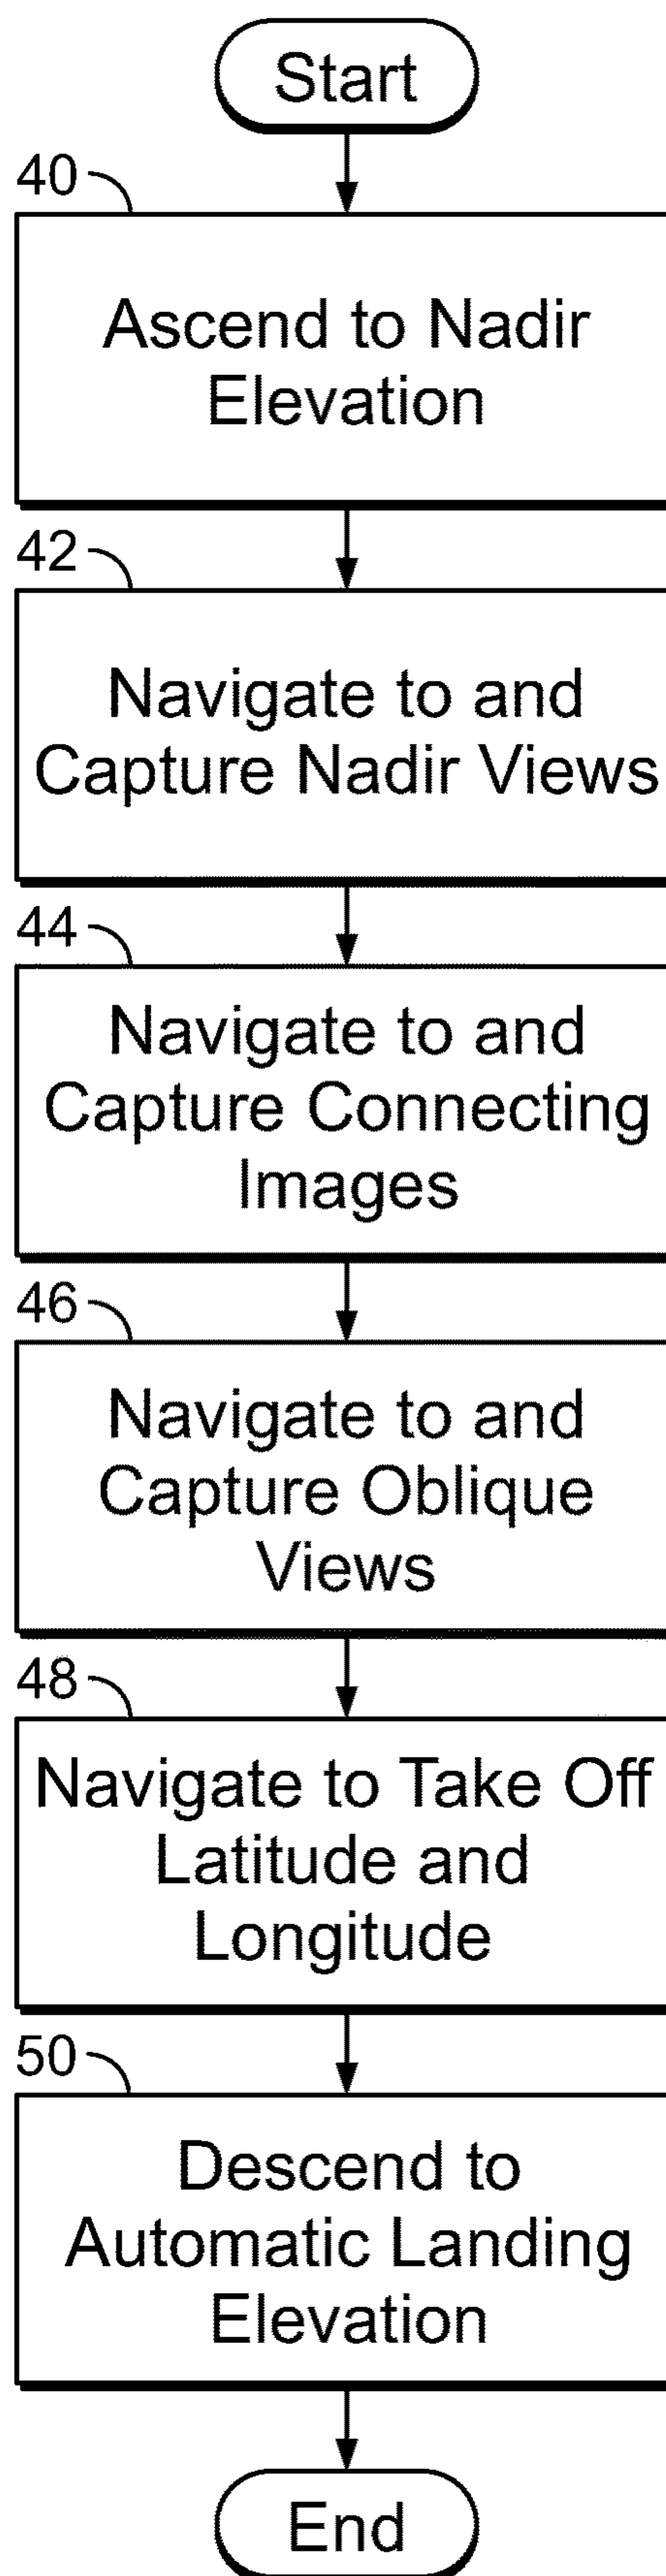 Start
40
Ascend to Nadir
Elevation
42
Navigate to and
Capture Nadir Views
44
Navigate to and
Capture Connecting
Images
46
Navigate to and
Capture Oblique
Views
48
Navigate to Take Off
Latitude and
Longitude
50
Descend to
Automatic Landing
Elevation
End